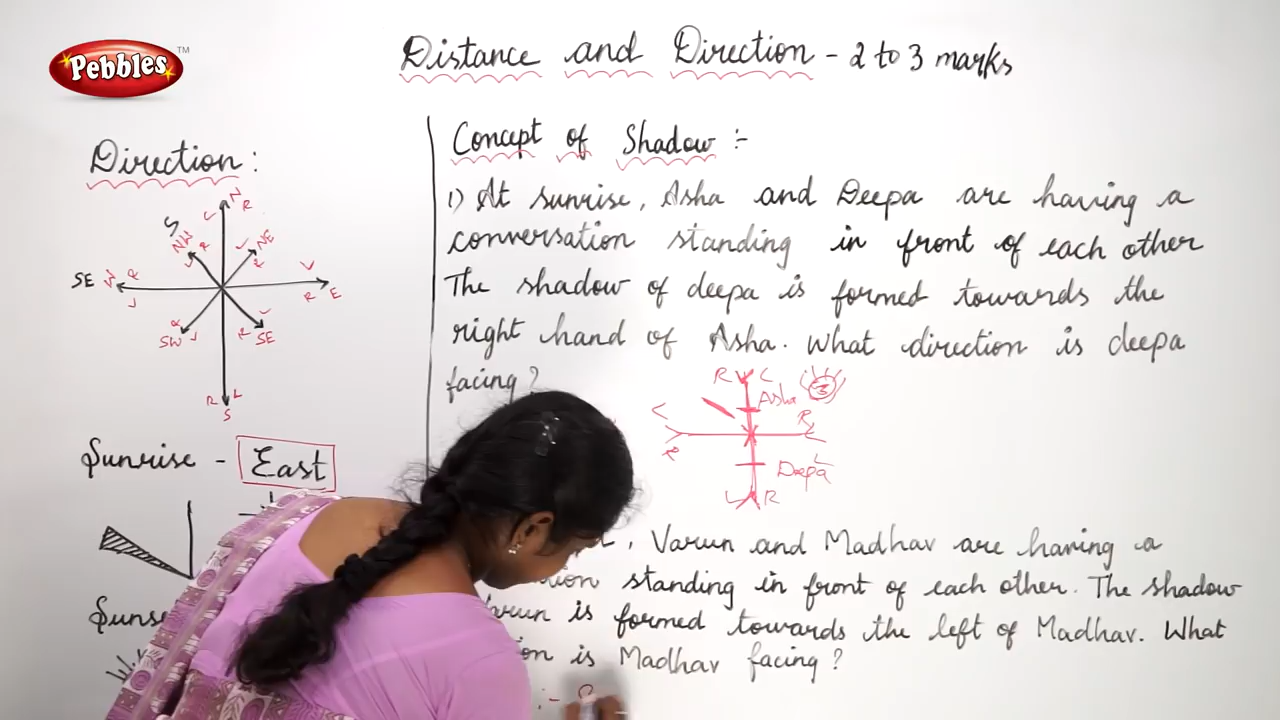 Pebbles™
Distance and Direction - 2 to 3 marks
Direction :
N
L R
S
NW
NE
L R
L
R
SE
W
R
L
L
R
E
SW
R
L
L
R
SE
R L
S
Sunrise - East
Concept of Shadow :-
1) At sunrise, Asha and Deepa are having a
conversation standing in front of each other
The shadow of deepa is formed towards the
right hand of Asha. What direction is deepa
facing?
R L
Asha
S
L
R
R
L
Deepa
L
L R
, Varun and Madhav are having a
standing in front of each other. The shadow
Varun is formed towards the left of Madhav. What
is Madhav facing?
:-